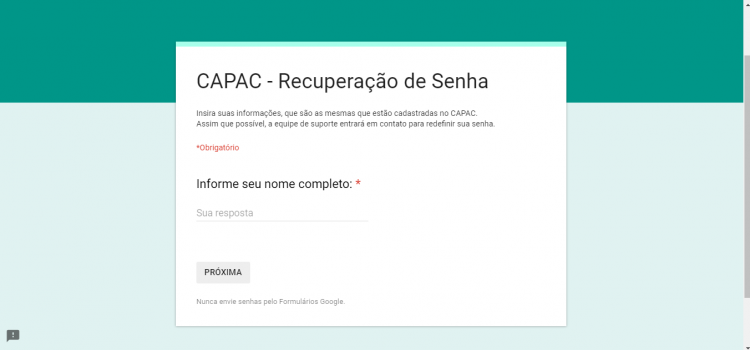 CAPAC - Recuperação de Senha
Insira suas informações, que são as mesmas que estão cadastradas no CAPAC.
Assim que possível, a equipe de suporte entrará em contato para redefinir sua senha.
*Obrigatório
Informe seu nome completo: *
Sua resposta
PRÓXIMA
Nunca envie senhas pelo Formulários Google.